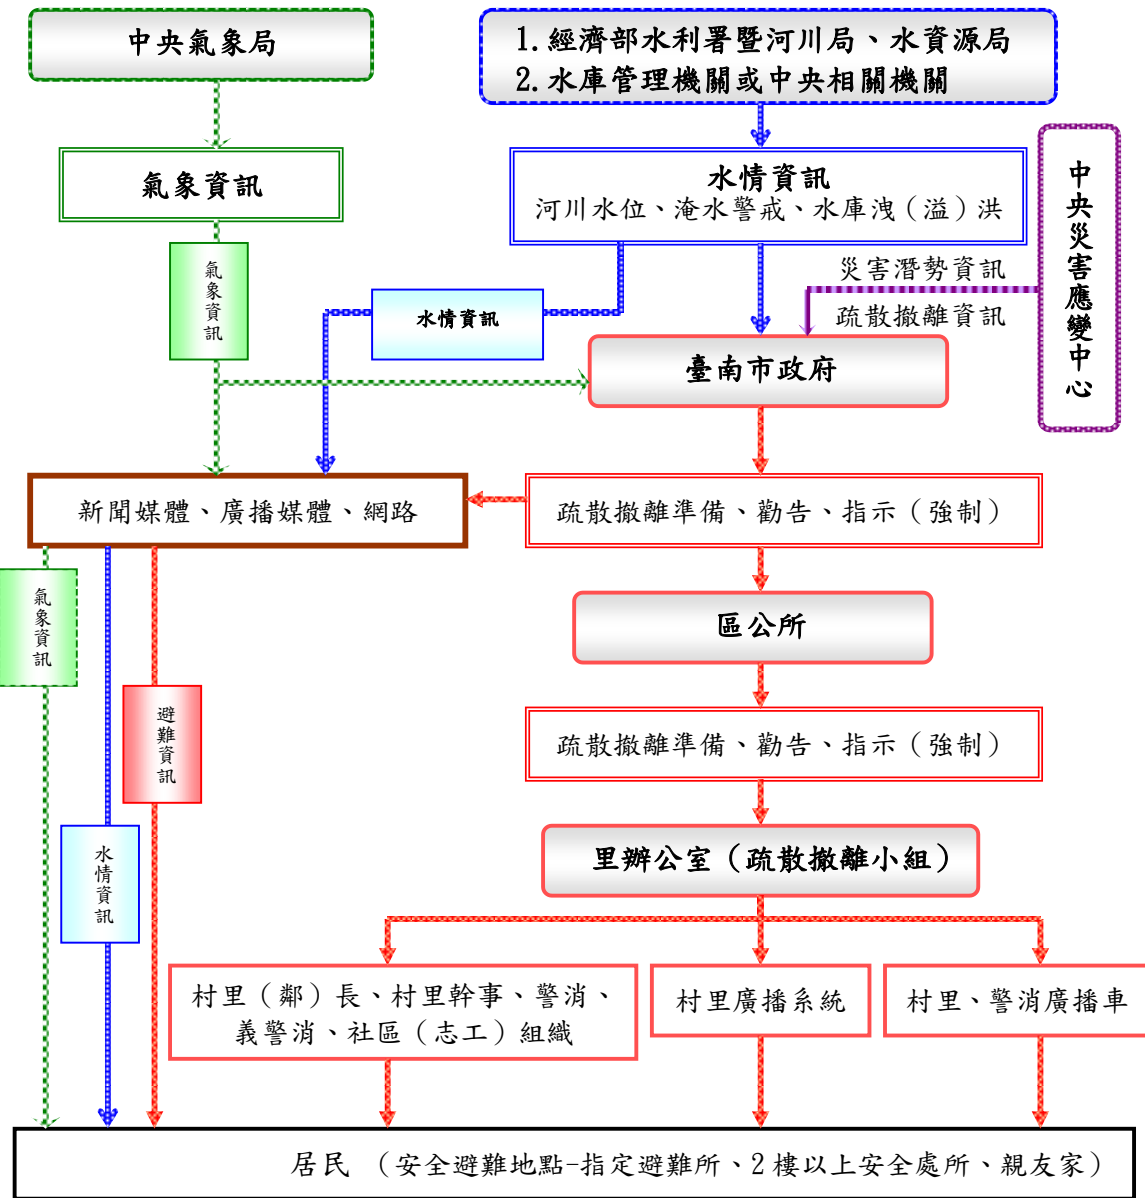 中央氣象局
1.經濟部水利署暨河川局、水資源局
2.水庫管理機關或中央相關機關
氣象資訊
水情資訊
河川水位、淹水警戒、水庫洩（溢）洪
中央災害應變中心
氣象資訊
災害潛勢資訊
疏散撤離資訊
水情資訊
臺南市政府
新聞媒體、廣播媒體、網路
疏散撤離準備、勸告、指示（強制）
區公所
氣象資訊
避難資訊
疏散撤離準備、勸告、指示（強制）
水情資訊
里辦公室（疏散撤離小組）
村里（鄰）長、村里幹事、警消、
義警消、社區（志工）組織
村里廣播系統
村里、警消廣播車
居民 （安全避難地點-指定避難所、2樓以上安全處所、親友家）